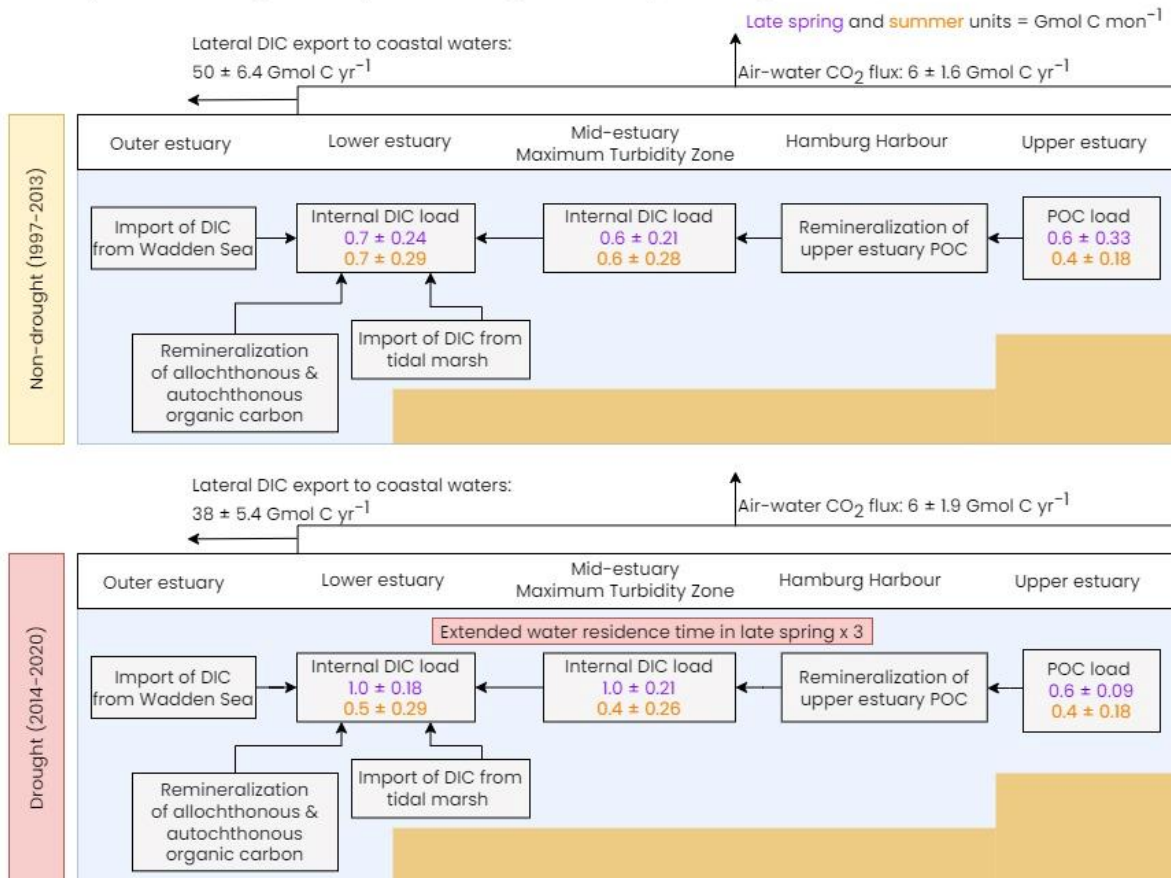 Late spring and summer units = Gmol C mon⁻¹
Lateral DIC export to coastal waters:
50 ± 6.4 Gmol C yr⁻¹
Air-water CO₂ flux: 6 ± 1.6 Gmol C yr⁻¹
Non-drought (1997-2013)
Outer estuary
Lower estuary
Mid-estuary
Maximum Turbidity Zone
Hamburg Harbour
Upper estuary
Import of DIC
from Wadden Sea
Internal DIC load
0.7 ± 0.24
0.7 ± 0.29
Internal DIC load
0.6 ± 0.21
0.6 ± 0.28
Remineralization of
upper estuary POC
POC load
0.6 ± 0.33
0.4 ± 0.18
Remineralization
of allochthonous &
autochthonous
organic carbon
Import of DIC from
tidal marsh
Lateral DIC export to coastal waters:
38 ± 5.4 Gmol C yr⁻¹
Air-water CO₂ flux: 6 ± 1.9 Gmol C yr⁻¹
Drought (2014-2020)
Outer estuary
Lower estuary
Mid-estuary
Maximum Turbidity Zone
Hamburg Harbour
Upper estuary
Extended water residence time in late spring x 3
Import of DIC
from Wadden Sea
Internal DIC load
1.0 ± 0.18
0.5 ± 0.29
Internal DIC load
1.0 ± 0.21
0.4 ± 0.26
Remineralization of
upper estuary POC
POC load
0.6 ± 0.09
0.4 ± 0.18
Remineralization
of allochthonous &
autochthonous
organic carbon
Import of DIC from
tidal marsh